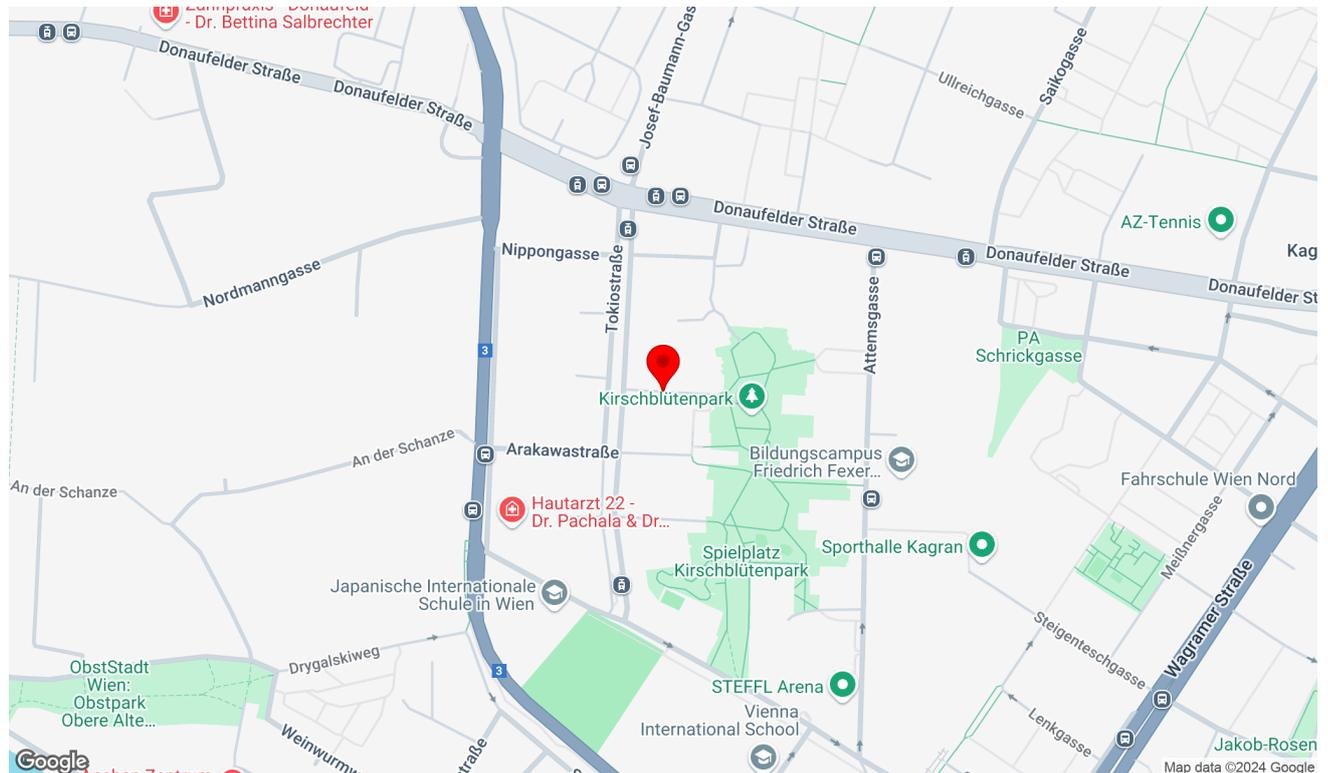 Zahnpraxis - Donaufeld
- Dr. Bettina Salbrechter
Donaufelder Straße
Donaufelder Straße
Josef-Baumann-Gas
Ullreichgasse
Saikogasse
Donaufelder Straße
AZ-Tennis
Kag
Donaufelder Straße
Donaufelder St
Nippongasse
Nordmanngasse
Tokiostraße
Attemsgasse
3
PA
Schrickgasse
Kirschblütenpark
An der Schanze
Arakawastraße
Bildungscampus
Friedrich Fexer...
An der Schanze
Fahrschule Wien Nord
Hautarzt 22 -
Dr. Pachala & Dr...
Meißnergasse
Sporthalle Kagran
Spielplatz
Kirschblütenpark
Japanische Internationale
Schule in Wien
Wagramer Straße
Steigenteschgasse
Drygalskiweg
3
ObstStadt
Wien:
Obstpark
Obere Alte...
STEFFL Arena
Vienna
International School
Lenkgasse
Weinwurmw
straße
Jakob-Rosen
Google
Map data ©2024 Google